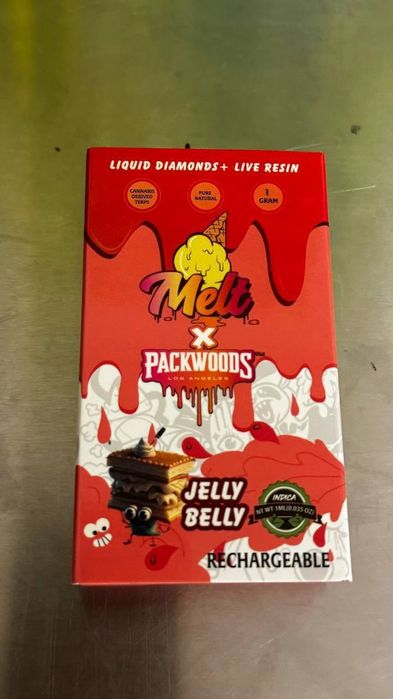 LIQUID DIAMONDS+ LIVE RESIN
CANNABIS
DERIVED
TERPS
PURE
NATURAL
1
GRAM
Melt
X
PACKWOODS
LOS ANGELES
JELLY
BELLY
INDICA
NT WT 1ML(0.035 OZ)
RECHARGEABLE